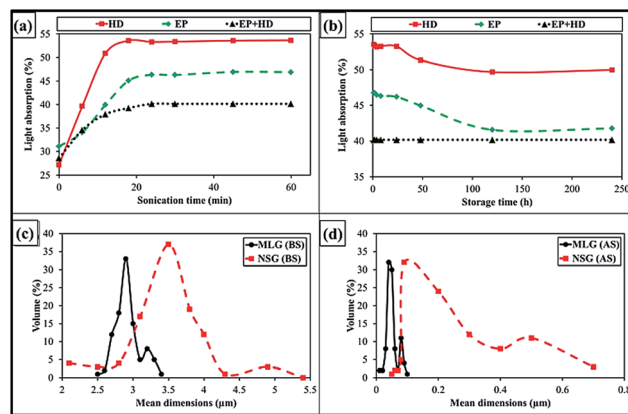 (a)
HD EP EP+HD
Light absorption (%)
55
50
45
40
35
30
25
0 20 40 60 80
Sonication time (min)
(b)
HD EP EP+HD
Light absorption (%)
55
50
45
40
35
0 50 100 150 200 250
Storage time (h)
(c)
MLG (BS)
NSG (BS)
Volume (%)
40
35
30
25
20
15
10
5
0
2 2.5 3 3.5 4 4.5 5 5.5
Mean dimensions (µm)
(d)
MLG (AS)
NSG (AS)
Volume (%)
40
35
30
25
20
15
10
5
0
0 0.2 0.4 0.6 0.8
Mean dimensions (µm)